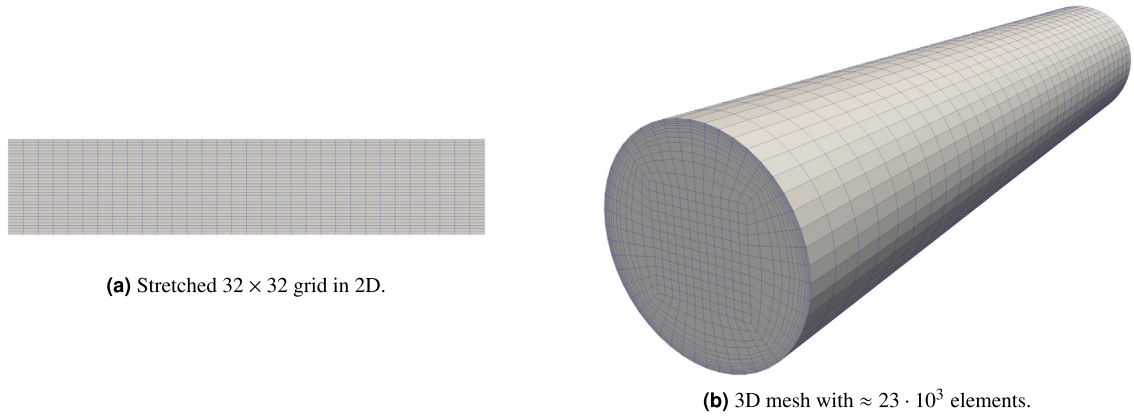 (a) Stretched 32 × 32 grid in 2D.
(b) 3D mesh with ≈ 23 · 10³ elements.